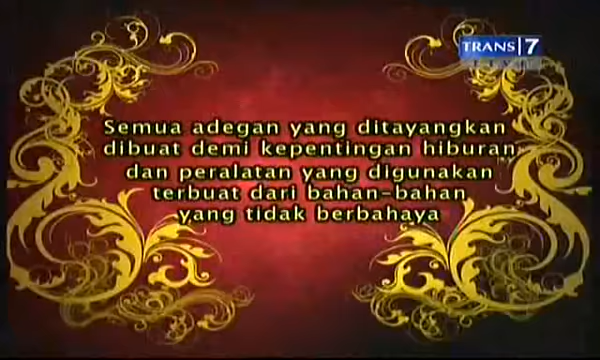 TRANS|7
Semua adegan yang ditayangkan
dibuat demi kepentingan hiburan
dan peralatan yang digunakan
terbuat dari bahan-bahan
yang tidak berbahaya